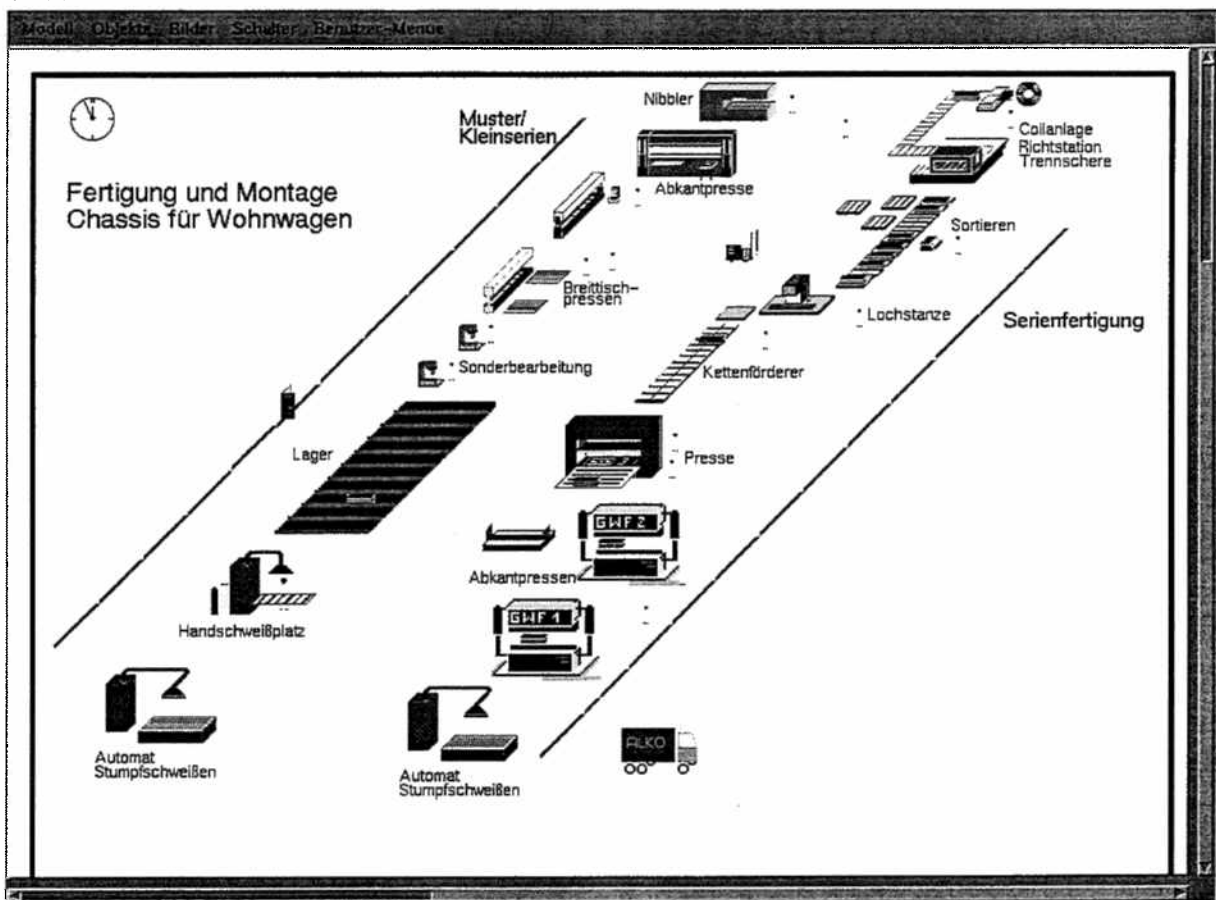 Modell Objekte Bilder Schalter Benutzer-Menue
Nibbler
Muster/
Kleinserien
Coilanlage
Richtstation
Trennschere
Fertigung und Montage
Chassis für Wohnwagen
Abkantpresse
Sortieren
Breittisch-
pressen
Lochstanze
Serienfertigung
Sonderbearbeitung
Kettenförderer
Lager
Presse
GWF 2
Abkantpressen
GWF 1
Handschweißplatz
ALKO
Automat
Stumpfschweißen
Automat
Stumpfschweißen